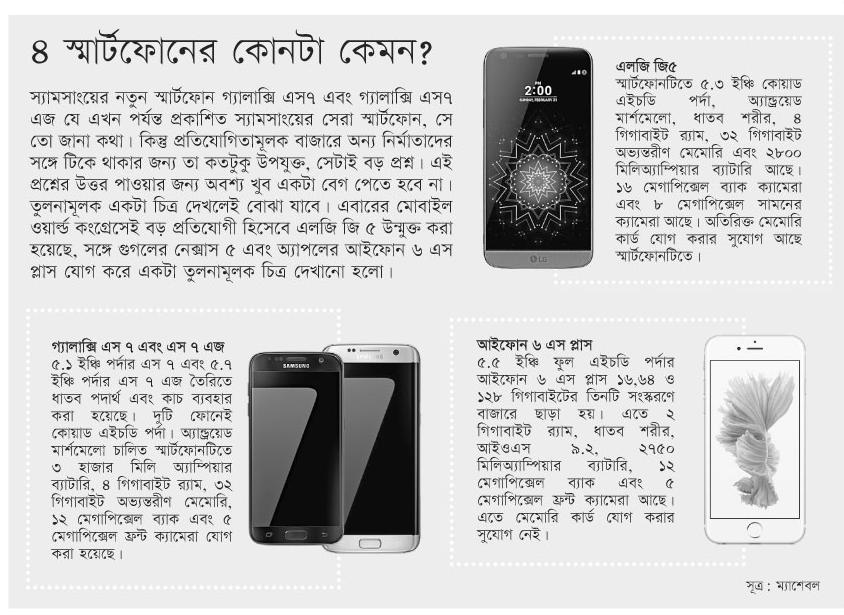 ৪ স্মার্টফোনের কোনটা কেমন?
স্যামসাংয়ের নতুন স্মার্টফোন গ্যালাক্সি এস৭ এবং গ্যালাক্সি এস৭
এজ যে এখন পর্যন্ত প্রকাশিত স্যামসাংয়ের সেরা স্মার্টফোন, সে
তো জানা কথা। কিন্তু প্রতিযোগিতামূলক বাজারে অন্য নির্মাতাদের
সঙ্গে টিকে থাকার জন্য তা কতটুকু উপযুক্ত, সেটাই বড় প্রশ্ন। এই
প্রশ্নের উত্তর পাওয়ার জন্য অবশ্য খুব একটা বেগ পেতে হবে না।
তুলনামূলক একটা চিত্র দেখলেই বোঝা যাবে। এবারের মোবাইল
ওয়ার্ল্ড কংগ্রেসেই বড় প্রতিযোগী হিসেবে এলজি জি ৫ উন্মুক্ত করা
হয়েছে, সঙ্গে গুগলের নেক্সাস ৫ এবং অ্যাপলের আইফোন ৬ এস
প্লাস যোগ করে একটা তুলনামূলক চিত্র দেখানো হলো।
PM
2:00
SUNDAY, FEBRUARY 21
LG
এলজি জি৫
স্মার্টফোনটিতে ৫.৩ ইঞ্চি কোয়াড
এইচডি পর্দা, অ্যান্ড্রয়েড
মার্শমেলো, ধাতব শরীর, ৪
গিগাবাইট র‍্যাম, ৩২ গিগাবাইট
অভ্যন্তরীণ মেমোরি এবং ২৮০০
মিলিঅ্যাম্পিয়ার ব্যাটারি আছে।
১৬ মেগাপিক্সেল ব্যাক ক্যামেরা
এবং ৮ মেগাপিক্সেল সামনের
ক্যামেরা আছে। অতিরিক্ত মেমোরি
কার্ড যোগ করার সুযোগ আছে
স্মার্টফোনটিতে।
গ্যালাক্সি এস ৭ এবং এস ৭ এজ
৫.১ ইঞ্চি পর্দার এস ৭ এবং ৫.৭
ইঞ্চি পর্দার এস ৭ এজ তৈরিতে
ধাতব পদার্থ এবং কাচ ব্যবহার
করা হয়েছে। দুটি ফোনেই
কোয়াড এইচডি পর্দা। অ্যান্ড্রয়েড
মার্শমেলো চালিত স্মার্টফোনটিতে
৩ হাজার মিলি অ্যাম্পিয়ার
ব্যাটারি, ৪ গিগাবাইট র‍্যাম, ৩২
গিগাবাইট অভ্যন্তরীণ মেমোরি,
১২ মেগাপিক্সেল ব্যাক এবং ৫
মেগাপিক্সেল ফ্রন্ট ক্যামেরা যোগ
করা হয়েছে।
SAMSUNG
SAMSUNG
আইফোন ৬ এস প্লাস
৫.৫ ইঞ্চি ফুল এইচডি পর্দার
আইফোন ৬ এস প্লাস ১৬,৬৪ ও
১২৮ গিগাবাইটের তিনটি সংস্করণে
বাজারে ছাড়া হয়। এতে ২
গিগাবাইট র‍্যাম, ধাতব শরীর,
আইওএস ৯.২, ২৭৫০
মিলিঅ্যাম্পিয়ার ব্যাটারি, ১২
মেগাপিক্সেল ব্যাক এবং ৫
মেগাপিক্সেল ফ্রন্ট ক্যামেরা আছে।
এতে মেমোরি কার্ড যোগ করার
সুযোগ নেই।
সূত্র : ম্যাশেবল